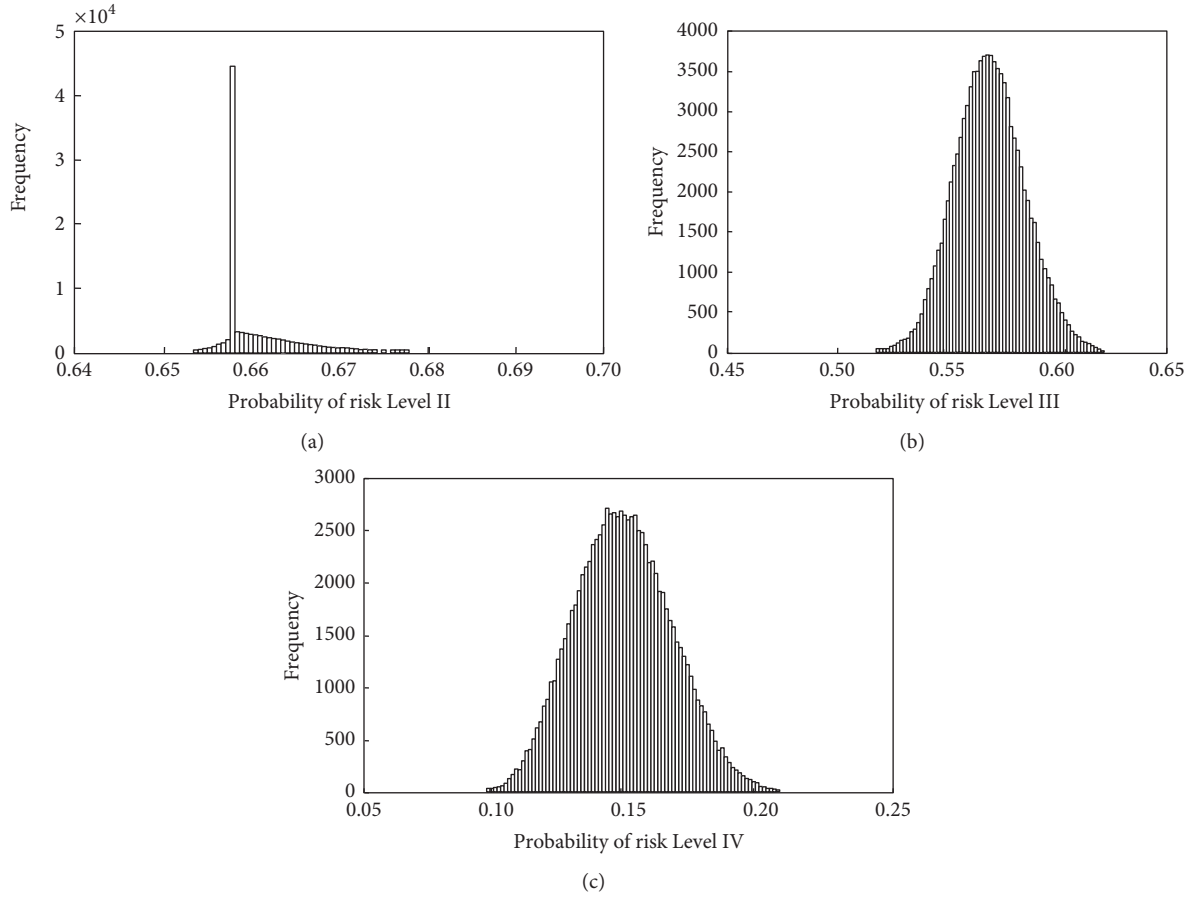 ×10⁴
5
4
3
2
1
0
Frequency
0.64 0.65 0.66 0.67 0.68 0.69 0.70
Probability of risk Level II
(a)
4000
3500
3000
2500
2000
1500
1000
500
0
Frequency
0.45 0.50 0.55 0.60 0.65
Probability of risk Level III
(b)
3000
2500
2000
1500
1000
500
0
Frequency
0.05 0.10 0.15 0.20 0.25
Probability of risk Level IV
(c)